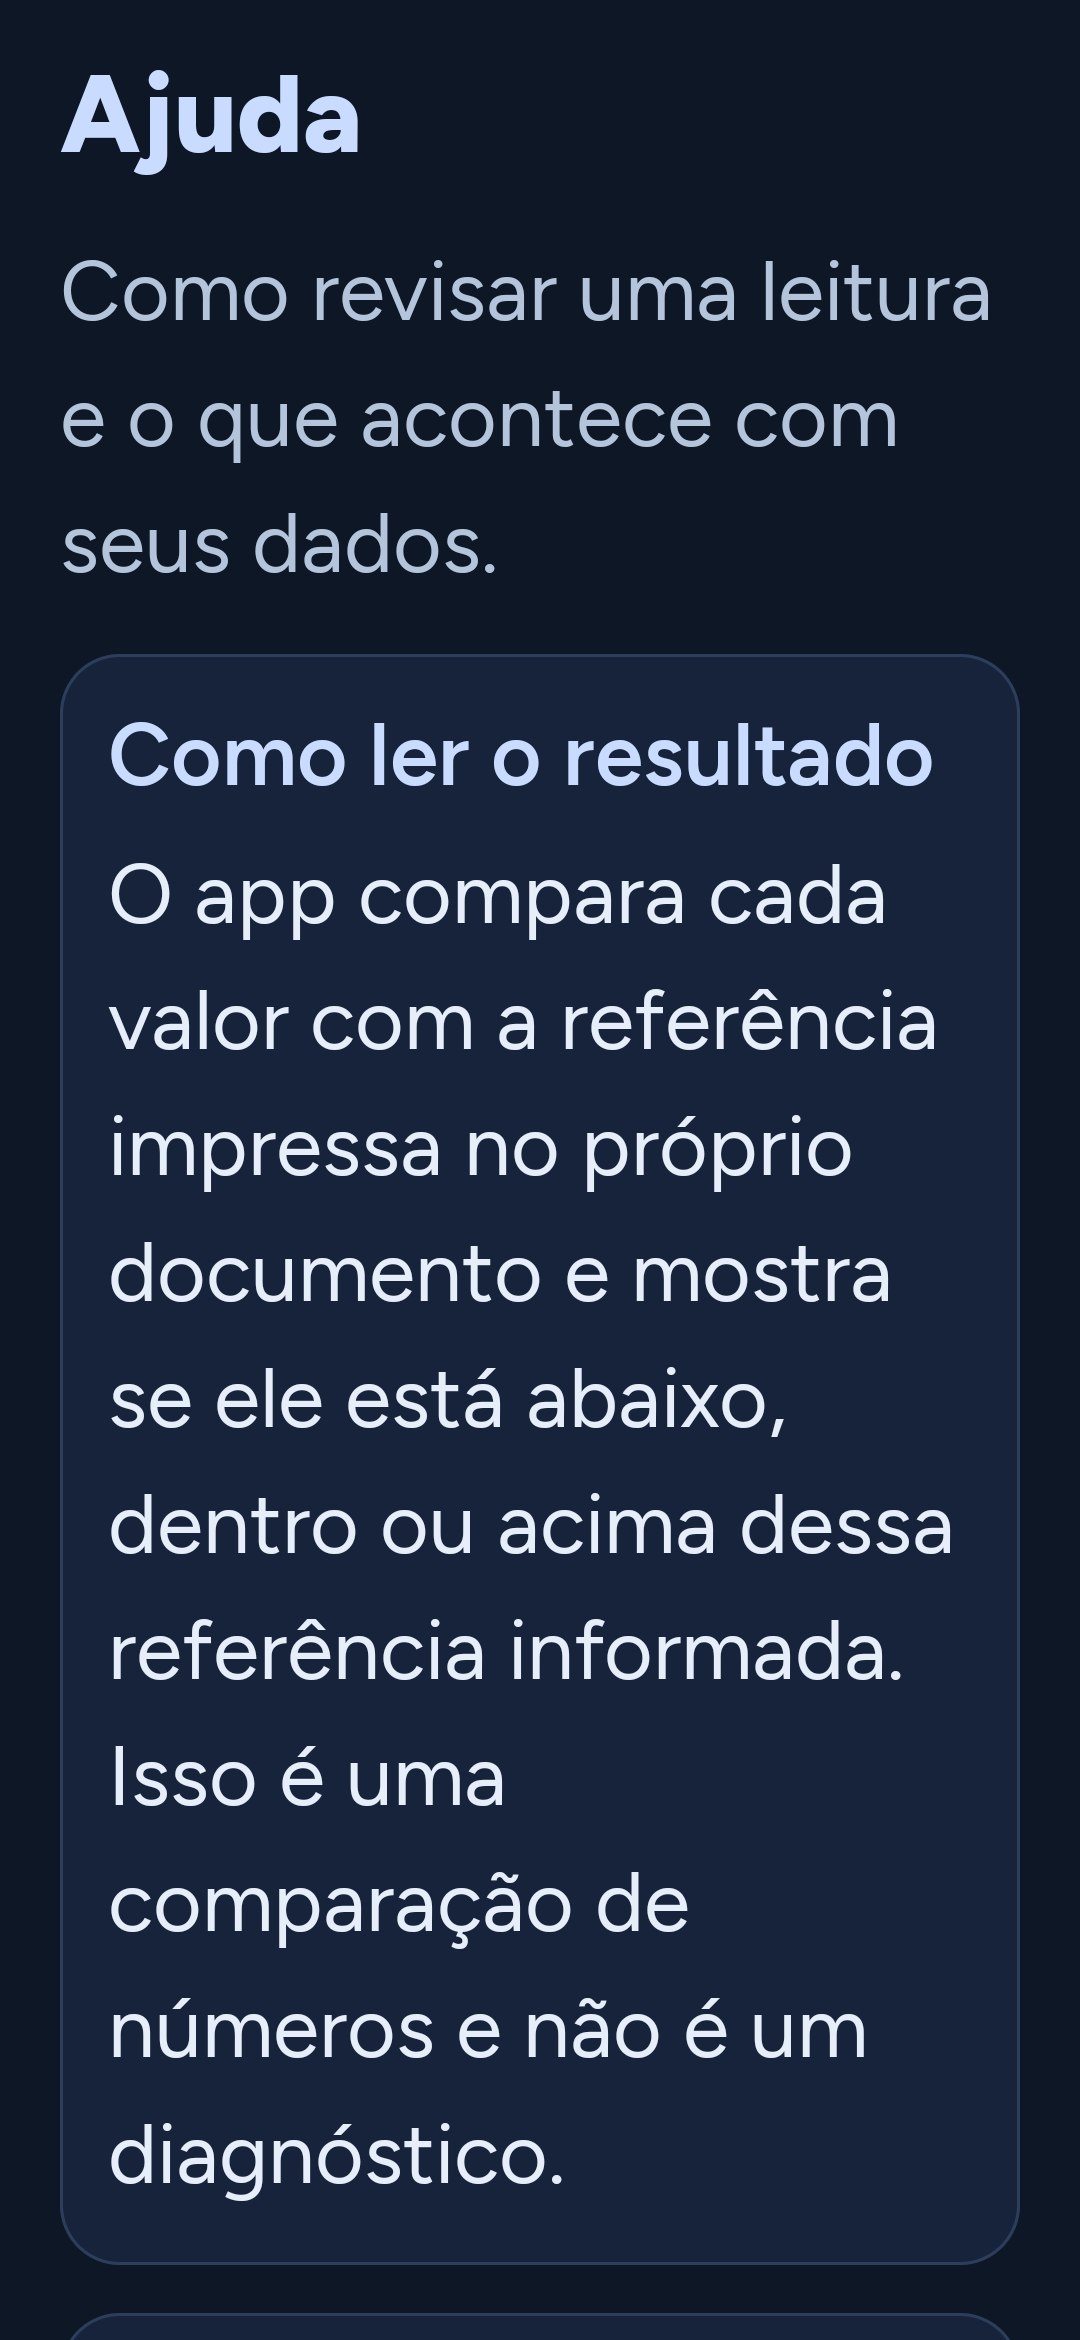 Ajuda
Como revisar uma leitura
e o que acontece com
seus dados.
Como ler o resultado
O app compara cada
valor com a referência
impressa no próprio
documento e mostra
se ele está abaixo,
dentro ou acima dessa
referência informada.
Isso é uma
comparação de
números e não é um
diagnóstico.